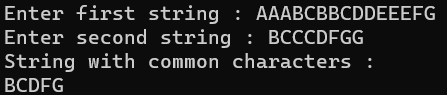 Enter first string : AAABCBBCDDEEEFG
Enter second string : BCCCDFGG
String with common characters :
BCDFG